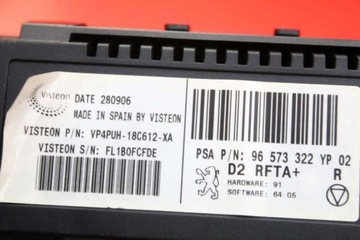 Visteon
DATE 280906
MADE IN SPAIN BY VISTEON
VISTEON P/N: VP4PUH-18C612-XA
VISTEON S/N: FL1B0FCFDE
PSA P/N: 96 573 322 YP 02
D2 RFTA+ R
HARDWARE: 91
SOFTWARE: 64 05